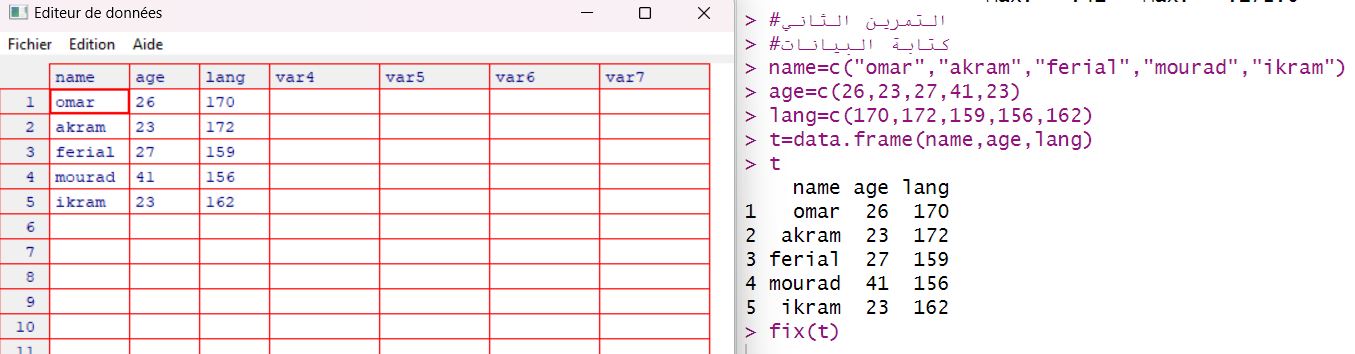 Editeur de données
Fichier Edition Aide
name age lang var4 var5 var6 var7
1 omar 26 170
2 akram 23 172
3 ferial 27 159
4 mourad 41 156
5 ikram 23 162
6
7
8
9
10
11
> #التمرين الثاني
> #كتابة البيانات
> name=c("omar","akram","ferial","mourad","ikram")
> age=c(26,23,27,41,23)
> lang=c(170,172,159,156,162)
> t=data.frame(name,age,lang)
> t
name age lang
1 omar 26 170
2 akram 23 172
3 ferial 27 159
4 mourad 41 156
5 ikram 23 162
> fix(t)